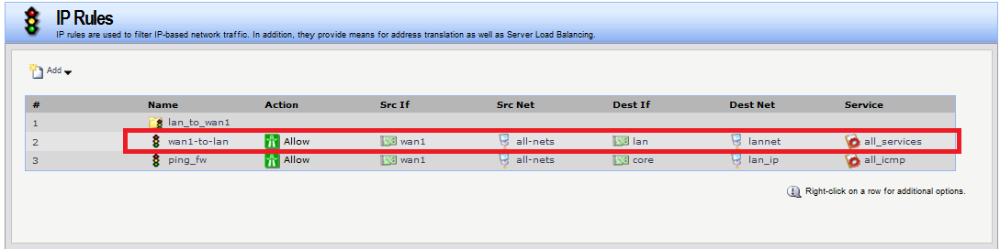 IP Rules
IP rules are used to filter IP-based network traffic. In addition, they provide means for address translation as well as Server Load Balancing.
Add
# Name Action Src If Src Net Dest If Dest Net Service
1 lan_to_wan1
2 wan1-to-lan Allow wan1 all-nets lan lannet all_services
3 ping_fw Allow wan1 all-nets core lan_ip all_icmp
Right-click on a row for additional options.